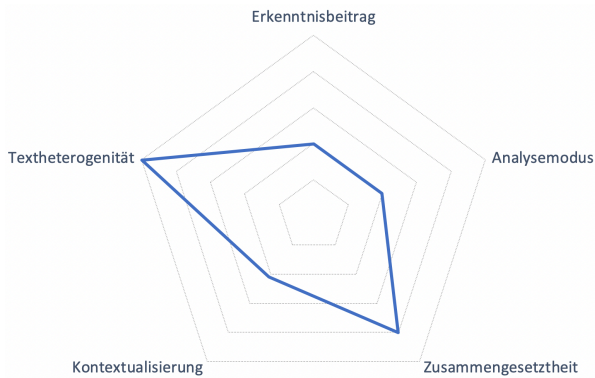 Erkenntnisbeitrag
Textheterogenität
Analysemodus
Kontextualisierung
Zusammengesetztheit